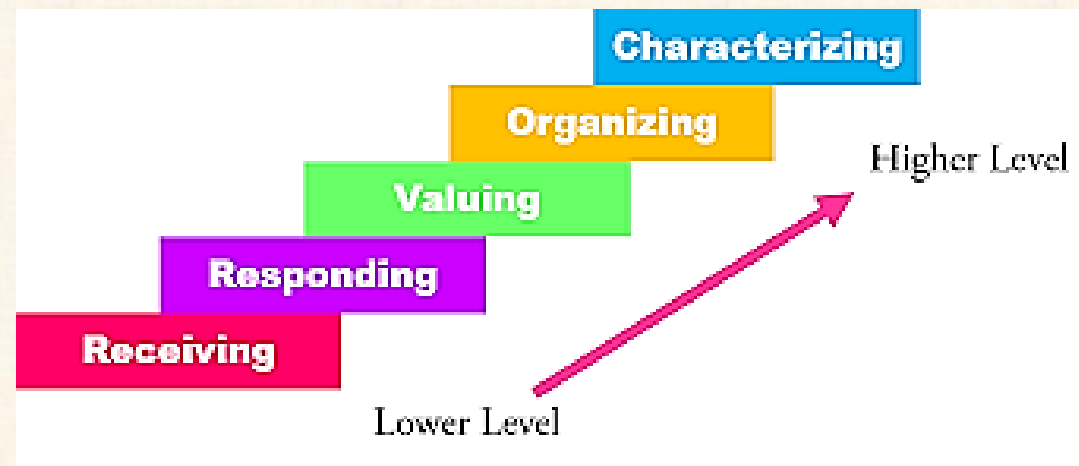 Characterizing
Organizing
Higher Level
Valuing
Responding
Receiving
Lower Level